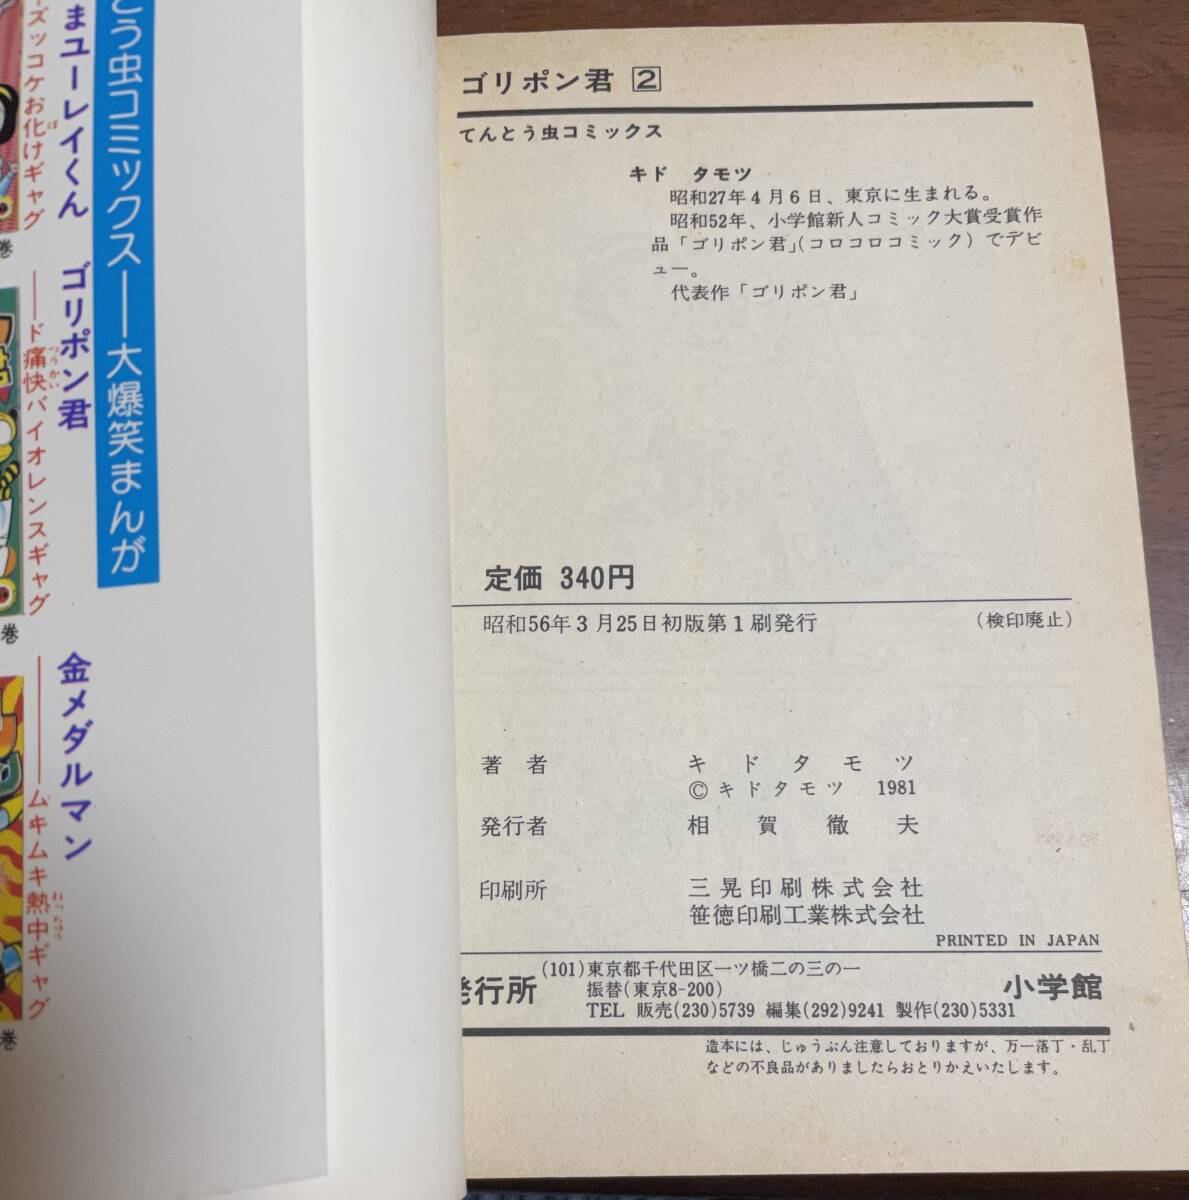 ゴリポン君 2
てんとう虫コミックス
キド タモツ
昭和27年4月6日、東京に生まれる。
昭和52年、小学館新人コミック大賞受賞作
品「ゴリポン君」(コロコロコミック)でデビ
ュー。
代表作「ゴリポン君」
定価 340円
昭和56年3月25日初版第1刷発行 (検印廃止)
著者 キドタモツ
©キドタモツ 1981
発行者 相賀徹夫
印刷所 三晃印刷株式会社
笹徳印刷工業株式会社
PRINTED IN JAPAN
発行所 (101)東京都千代田区一ツ橋二の三の一 小学館
振替(東京8-200)
TEL 販売(230)5739 編集(292)9241 製作(230)5331
造本には、じゅうぶん注意しておりますが、万一落丁・乱丁
などの不良品がありましたらおとりかえいたします。
とう虫コミックス——大爆笑まんが
まユーレイくん
ズッコケお化けギャグ
巻
ゴリポン君
——ド痛快バイオレンスギャグ
巻
金メダルマン
——ムキムキ熱中ギャグ
巻